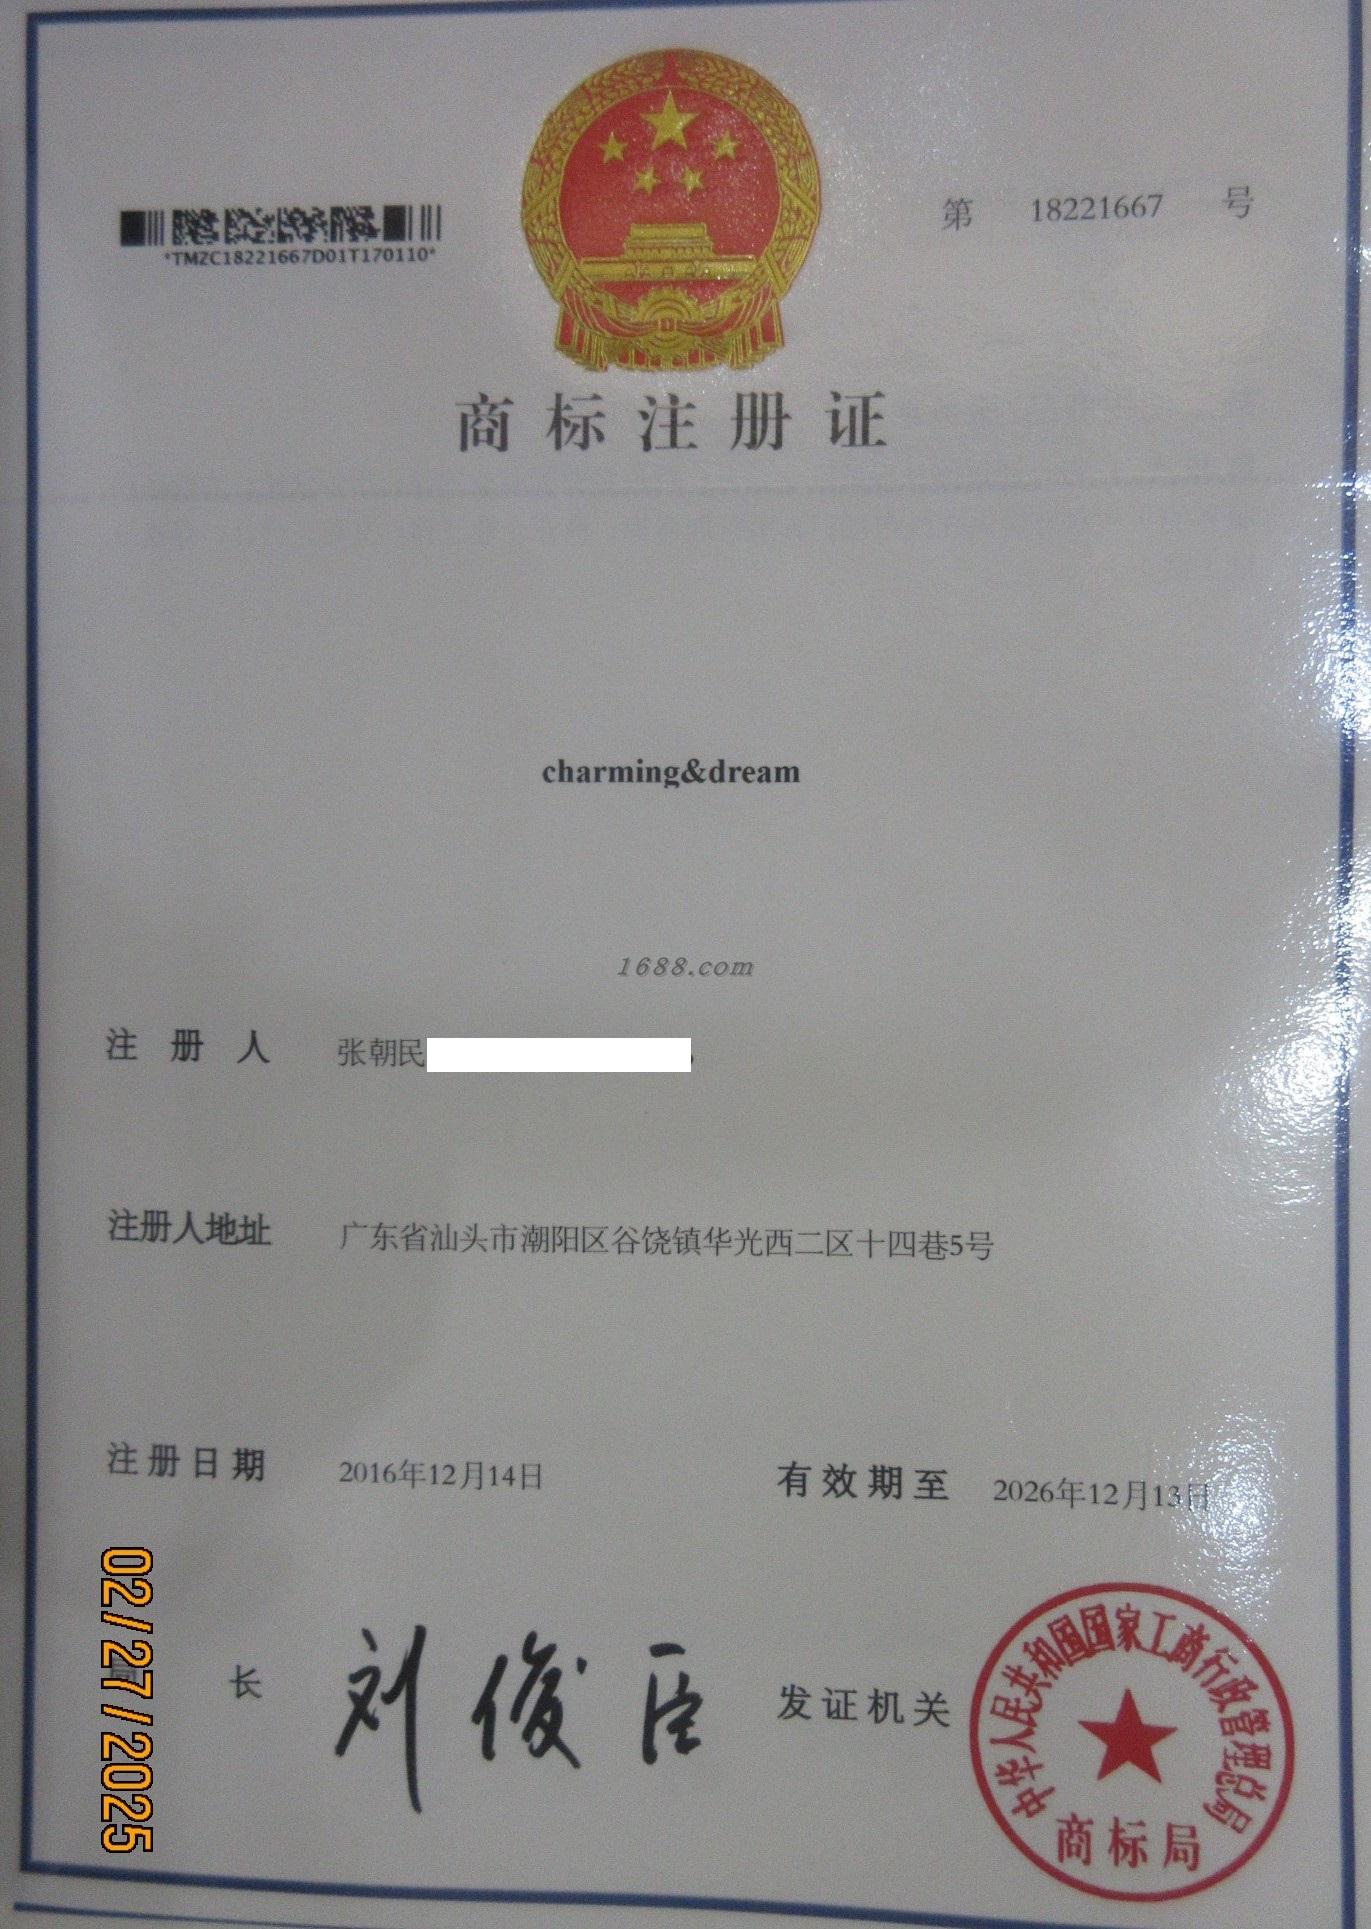 *TMZC18221667D01T170110*
第 18221667 号
商标注册证
charming&dream
1688.com
注册人 张朝民
注册人地址 广东省汕头市潮阳区谷饶镇华光西二区十四巷5号
注册日期 2016年12月14日 有效期至 2026年12月13日
局长 刘俊臣 发证机关
中华人民共和国国家工商行政管理总局
商标局
02/27/2025